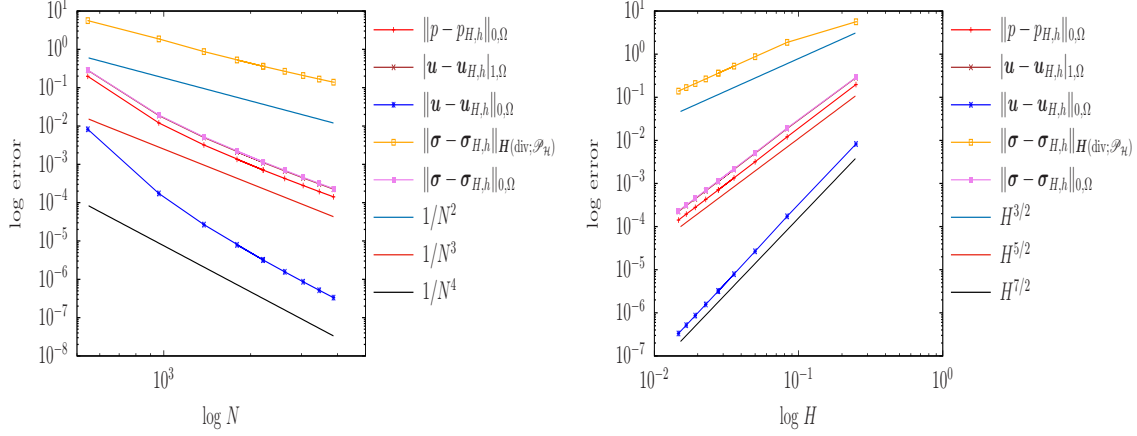 10^1
10^0
10^{-1}
10^{-2}
10^{-3}
10^{-4}
10^{-5}
10^{-6}
10^{-7}
10^{-8}
log error
10^3
log N
‖p − p_{H,h}‖_{0,Ω}
|u − u_{H,h}|_{1,Ω}
‖u − u_{H,h}‖_{0,Ω}
‖σ − σ_{H,h}‖_{H(div;𝒫_ℋ)}
‖σ − σ_{H,h}‖_{0,Ω}
1/N^2
1/N^3
1/N^4
10^1
10^0
10^{-1}
10^{-2}
10^{-3}
10^{-4}
10^{-5}
10^{-6}
10^{-7}
log error
10^{-2}
10^{-1}
10^0
log H
‖p − p_{H,h}‖_{0,Ω}
|u − u_{H,h}|_{1,Ω}
‖u − u_{H,h}‖_{0,Ω}
‖σ − σ_{H,h}‖_{H(div;𝒫_ℋ)}
‖σ − σ_{H,h}‖_{0,Ω}
H^{3/2}
H^{5/2}
H^{7/2}